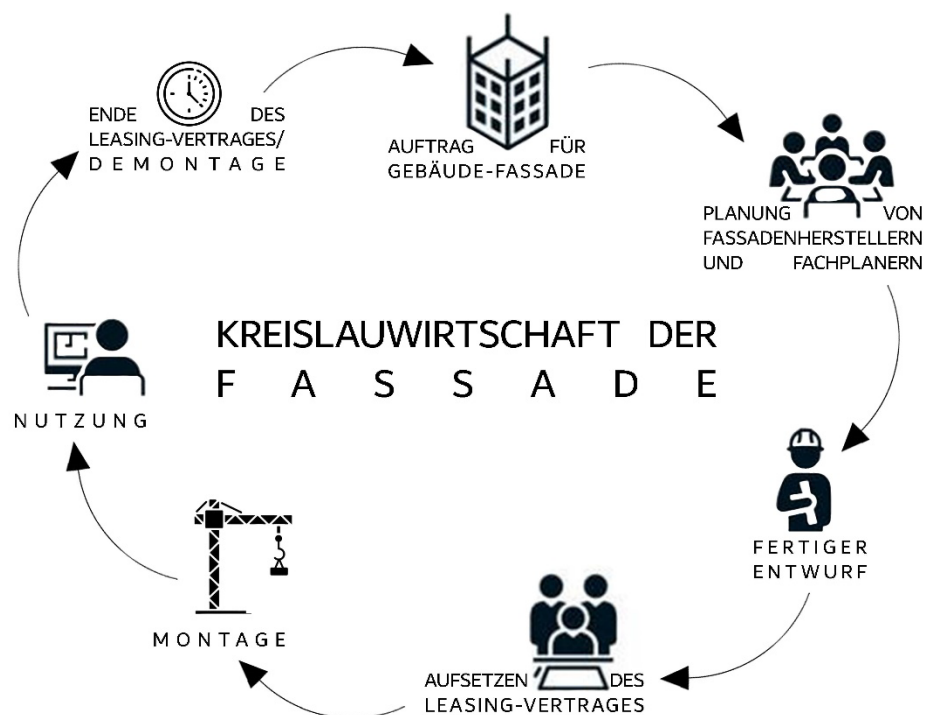 KREISLAUWIRTSCHAFT DER
FASSADE
AUFTRAG FÜR
GEBÄUDE-FASSADE
PLANUNG VON
FASSADENHERSTELLERN
UND FACHPLANERN
FERTIGER
ENTWURF
AUFSETZEN DES
LEASING-VERTRAGES
MONTAGE
NUTZUNG
ENDE DES
LEASING-VERTRAGES/
DEMONTAGE